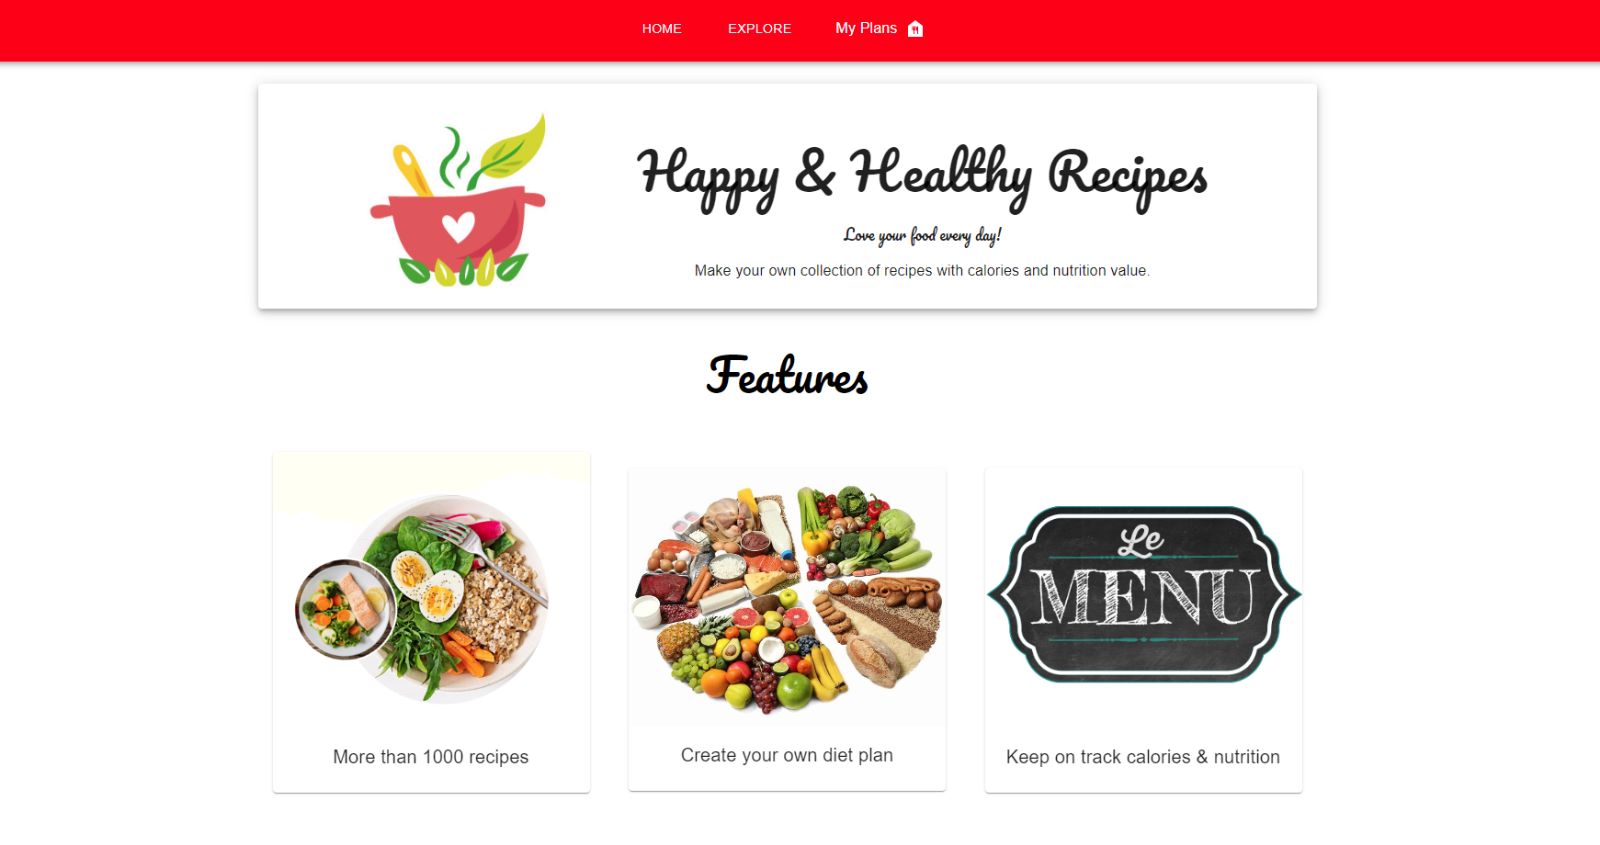 HOME EXPLORE My Plans
Happy & Healthy Recipes
Love your food every day!
Make your own collection of recipes with calories and nutrition value.
Features
Le
MENU
More than 1000 recipes
Create your own diet plan
Keep on track calories & nutrition